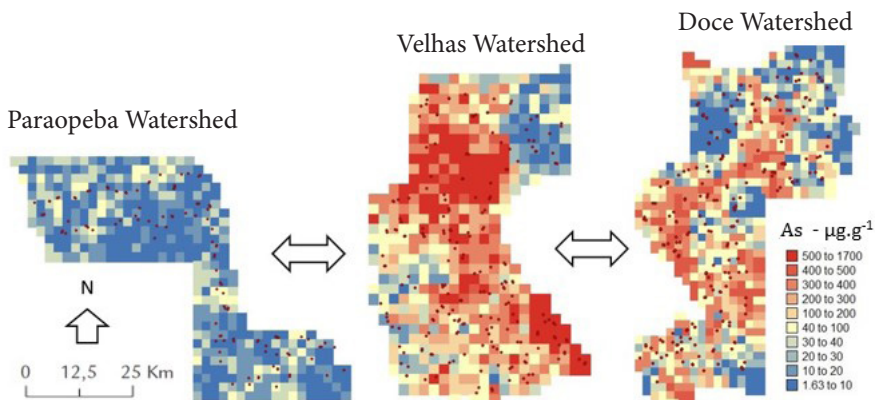 Paraopeba Watershed
Velhas Watershed
Doce Watershed
As - µg.g-1
500 to 1700
400 to 500
300 to 400
200 to 300
100 to 200
40 to 100
30 to 40
20 to 30
10 to 20
1.63 to 10
N
0 12,5 25 Km